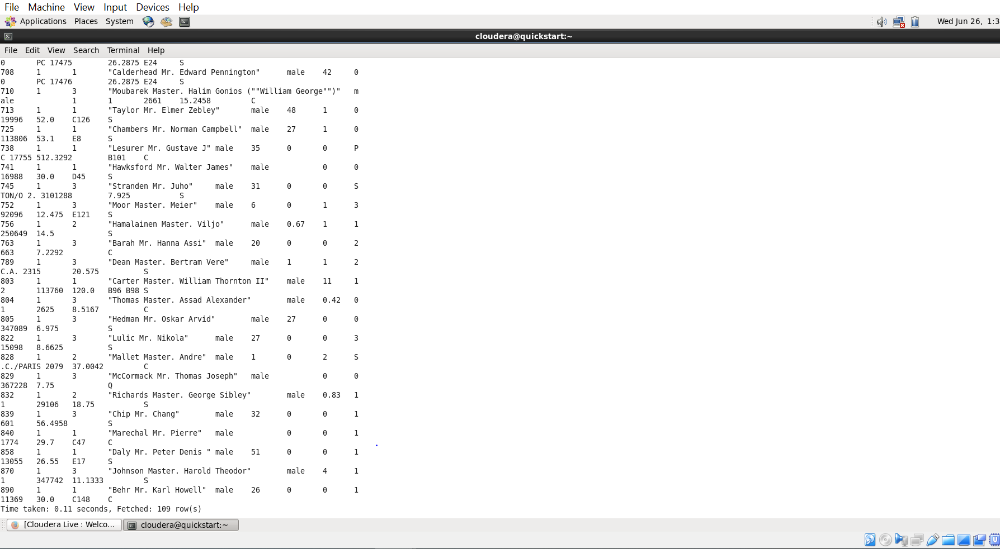 File Machine View Input Devices Help
Applications Places System Wed Jun 26, 1:3
cloudera@quickstart:~
File Edit View Search Terminal Help
0 PC 17475 26.2875 E24 S
708 1 1 "Calderhead Mr. Edward Pennington" male 42 0
0 PC 17476 26.2875 E24 S
710 1 3 "Moubarek Master. Halim Gonios (""William George"")" m
ale 1 1 2661 15.2458 C
713 1 1 "Taylor Mr. Elmer Zebley" male 48 1 0
19996 52.0 C126 S
725 1 1 "Chambers Mr. Norman Campbell" male 27 1 0
113806 53.1 E8 S
738 1 1 "Lesurer Mr. Gustave J" male 35 0 0 P
C 17755 512.3292 B101 C
741 1 1 "Hawksford Mr. Walter James" male 0 0
16988 30.0 D45 S
745 1 3 "Stranden Mr. Juho" male 31 0 0 S
TON/O 2. 3101288 7.925 S
752 1 3 "Moor Master. Meier" male 6 0 1 3
92096 12.475 E121 S
756 1 2 "Hamalainen Master. Viljo" male 0.67 1 1
250649 14.5 S
763 1 3 "Barah Mr. Hanna Assi" male 20 0 0 2
663 7.2292 C
789 1 3 "Dean Master. Bertram Vere" male 1 1 2
C.A. 2315 20.575 S
803 1 1 "Carter Master. William Thornton II" male 11 1
2 113760 120.0 B96 B98 S
804 1 3 "Thomas Master. Assad Alexander" male 0.42 0
1 2625 8.5167 C
805 1 3 "Hedman Mr. Oskar Arvid" male 27 0 0
347089 6.975 S
822 1 3 "Lulic Mr. Nikola" male 27 0 0 3
15098 8.6625 S
828 1 2 "Mallet Master. Andre" male 1 0 2 S
.C./PARIS 2079 37.0042 C
829 1 3 "McCormack Mr. Thomas Joseph" male 0 0
367228 7.75 Q
832 1 2 "Richards Master. George Sibley" male 0.83 1
1 29106 18.75 S
839 1 3 "Chip Mr. Chang" male 32 0 0 1
601 56.4958 S
840 1 1 "Marechal Mr. Pierre" male 0 0 1
1774 29.7 C47 C
858 1 1 "Daly Mr. Peter Denis " male 51 0 0 1
13055 26.55 E17 S
870 1 3 "Johnson Master. Harold Theodor" male 4 1
1 347742 11.1333 S
890 1 1 "Behr Mr. Karl Howell" male 26 0 0 1
11369 30.0 C148 C
Time taken: 0.11 seconds, Fetched: 109 row(s)
[Cloudera Live : Welco... cloudera@quickstart:~